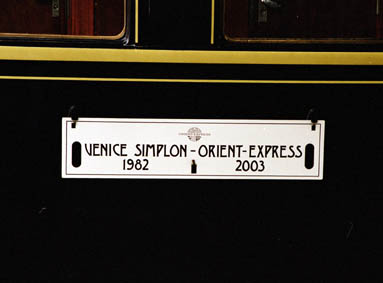 VENICE SIMPLON - ORIENT-EXPRESS
1982 2003